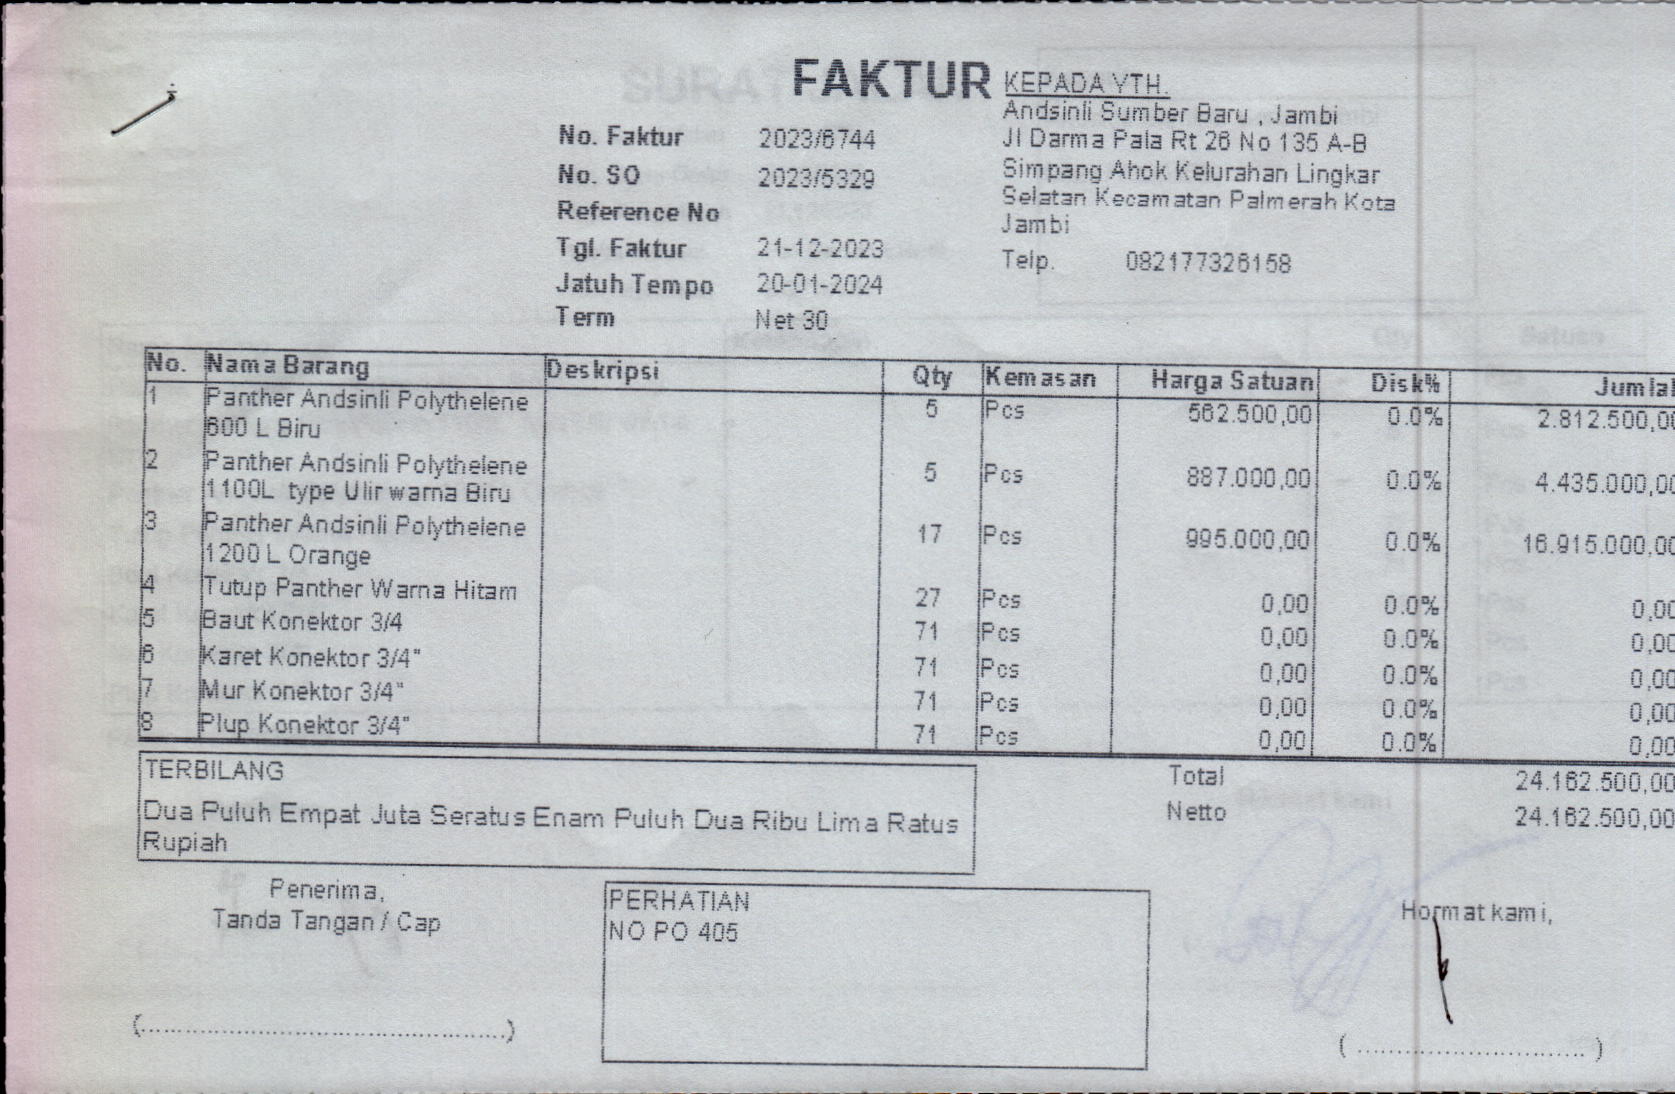 FAKTUR
No. Faktur 2023/6744
No. SO 2023/5329
Reference No
Tgl. Faktur 21-12-2023
Jatuh Tempo 20-01-2024
Term Net 30
KEPADA YTH.
Andsinli Sumber Baru , Jambi
Jl Darma Pala Rt 26 No 135 A-B
Simpang Ahok Kelurahan Lingkar
Selatan Kecamatan Palmerah Kota
Jambi
Telp. 082177326158
No. Nama Barang Deskripsi Qty Kemasan Harga Satuan Disk% Jumlah
1 Panther Andsinli Polythelene 5 Pcs 562.500,00 0.0% 2.812.500,00
600 L Biru
2 Panther Andsinli Polythelene 5 Pcs 887.000,00 0.0% 4.435.000,00
1100L type Ulir warna Biru
3 Panther Andsinli Polythelene 17 Pcs 995.000,00 0.0% 16.915.000,00
1200 L Orange
4 Tutup Panther Warna Hitam 27 Pcs 0,00 0.0% 0,00
5 Baut Konektor 3/4 71 Pcs 0,00 0.0% 0,00
6 Karet Konektor 3/4" 71 Pcs 0,00 0.0% 0,00
7 Mur Konektor 3/4" 71 Pcs 0,00 0.0% 0,00
8 Plup Konektor 3/4" 71 Pcs 0,00 0.0% 0,00
TERBILANG
Dua Puluh Empat Juta Seratus Enam Puluh Dua Ribu Lima Ratus
Rupiah
Total 24.162.500,00
Netto 24.162.500,00
Penerima,
Tanda Tangan / Cap
PERHATIAN
NO PO 405
Hormat kami,
(............................................)
( ............................ )